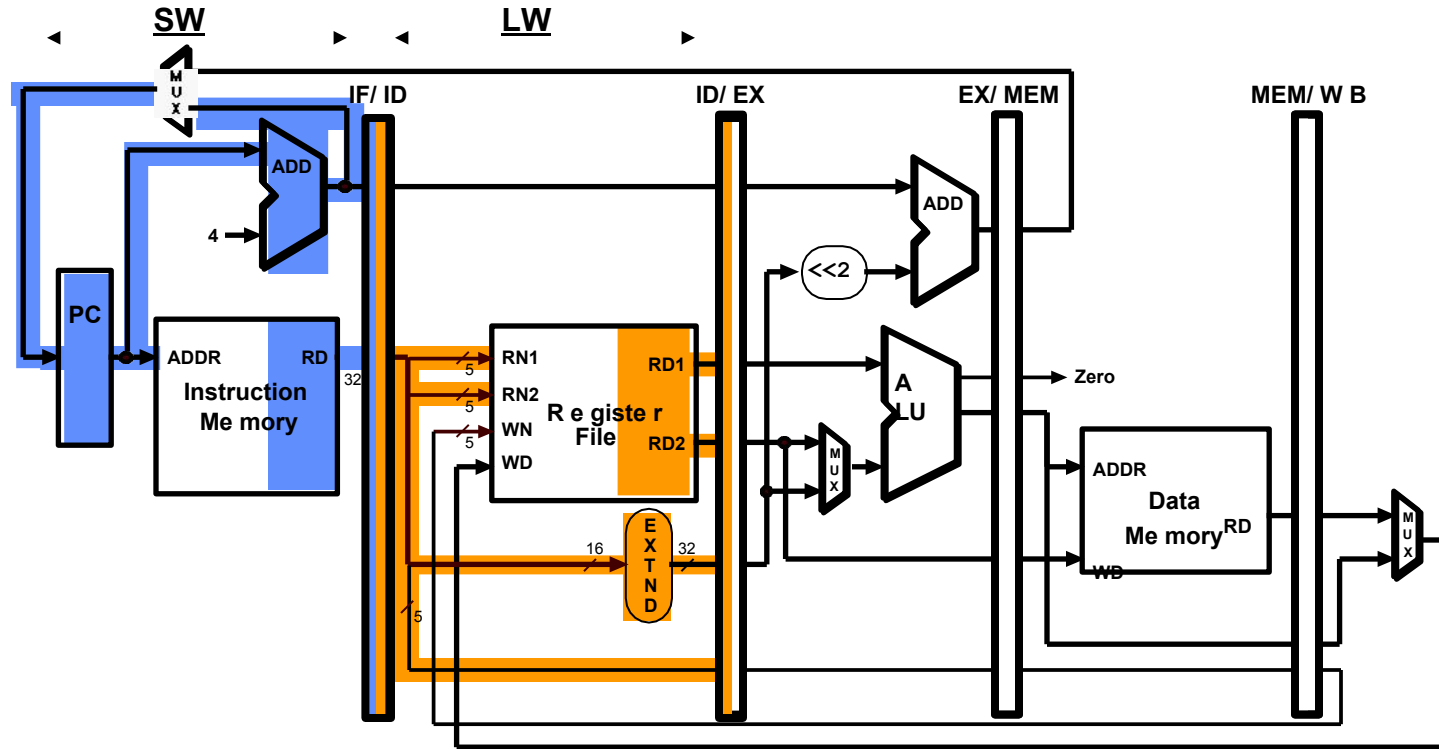 SW LW
IF/ ID ID/ EX EX/ MEM MEM/ W B
M
U
X
ADD
4
PC
ADDR RD
32
Instruction
Me mory
5 RN1
5 RN2
5 WN
WD
RD1
R e giste r
File
RD2
16
E
X
T
N
D
32
5
ADD
<<2
A
LU
Zero
M
U
X
ADDR
Data
Me mory RD
WD
M
U
X